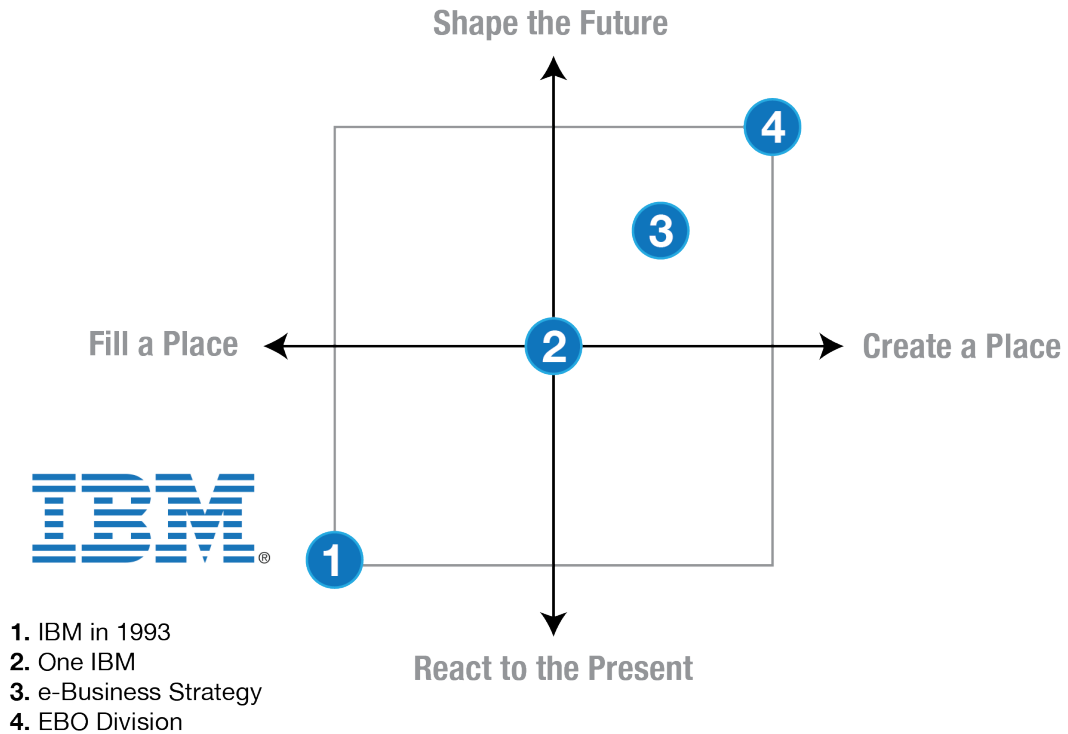 Shape the Future
4
3
Fill a Place
2
Create a Place
IBM®
1
1. IBM in 1993
2. One IBM
React to the Present
3. e-Business Strategy
4. EBO Division